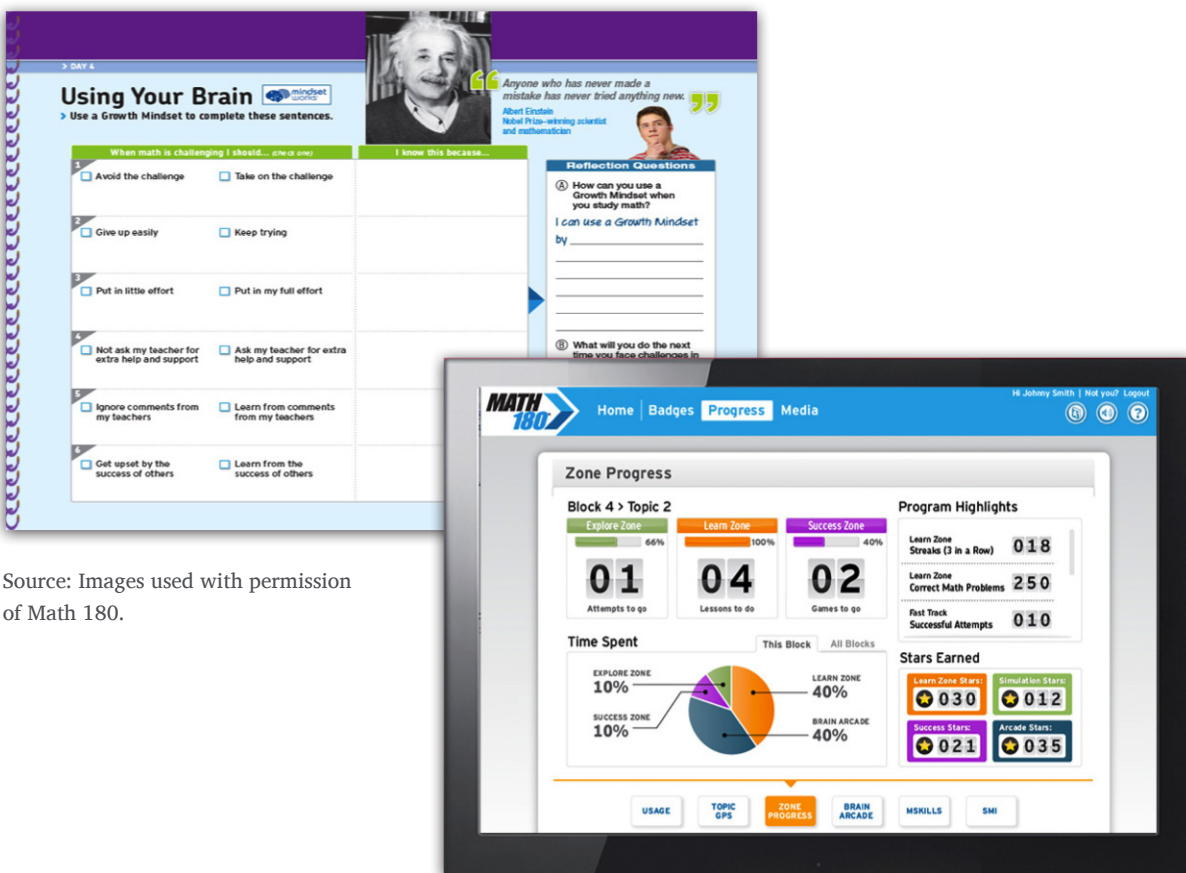 > DAY 4
Using Your Brain
mindset
works
> Use a Growth Mindset to complete these sentences.
Anyone who has never made a
mistake has never tried anything new.
Albert Einstein
Nobel Prize–winning scientist
and mathematician
When math is challenging I should... (check one)
I know this because...
1
Avoid the challenge
Take on the challenge
2
Give up easily
Keep trying
3
Put in little effort
Put in my full effort
4
Not ask my teacher for
extra help and support
Ask my teacher for extra
help and support
5
Ignore comments from
my teachers
Learn from comments
from my teachers
6
Get upset by the
success of others
Learn from the
success of others
Reflection Questions
A How can you use a
Growth Mindset when
you study math?
I can use a Growth Mindset
by
B What will you do the next
time you face challenges in
Source: Images used with permission
of Math 180.
MATH
180
Home | Badges Progress Media
Hi Johnny Smith | Not you? Logout
?
Zone Progress
Block 4 > Topic 2
Explore Zone
66%
01
Attempts to go
Learn Zone
100%
04
Lessons to do
Success Zone
40%
02
Games to go
Program Highlights
Learn Zone
Streaks (3 in a Row) 018
Learn Zone
Correct Math Problems 250
Fast Track
Successful Attempts 010
Time Spent
This Block
All Blocks
EXPLORE ZONE
10%
SUCCESS ZONE
10%
LEARN ZONE
40%
BRAIN ARCADE
40%
Stars Earned
Learn Zone Stars:
030
Simulation Stars:
012
Success Stars:
021
Arcade Stars:
035
USAGE
TOPIC
GPS
ZONE
PROGRESS
BRAIN
ARCADE
MSKILLS
SMI